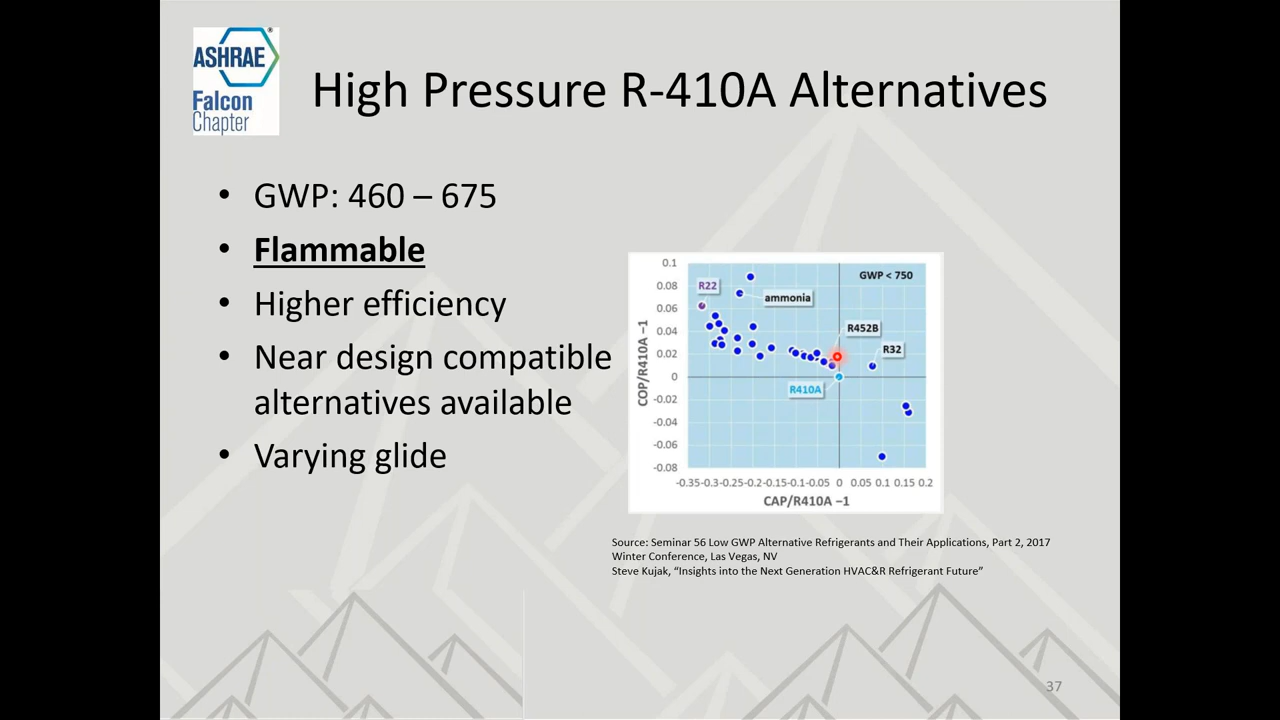 ASHRAE®
Falcon
Chapter
High Pressure R-410A Alternatives
• GWP: 460 – 675
• Flammable
• Higher efficiency
• Near design compatible
alternatives available
• Varying glide
GWP < 750
R22
ammonia
R452B
R32
R410A
COP/R410A −1
0.1
0.08
0.06
0.04
0.02
0
-0.02
-0.04
-0.06
-0.08
-0.35-0.3-0.25-0.2-0.15-0.1-0.05 0 0.05 0.1 0.15 0.2
CAP/R410A −1
Source: Seminar 56 Low GWP Alternative Refrigerants and Their Applications, Part 2, 2017
Winter Conference, Las Vegas, NV
Steve Kujak, “Insights into the Next Generation HVAC&R Refrigerant Future”
37